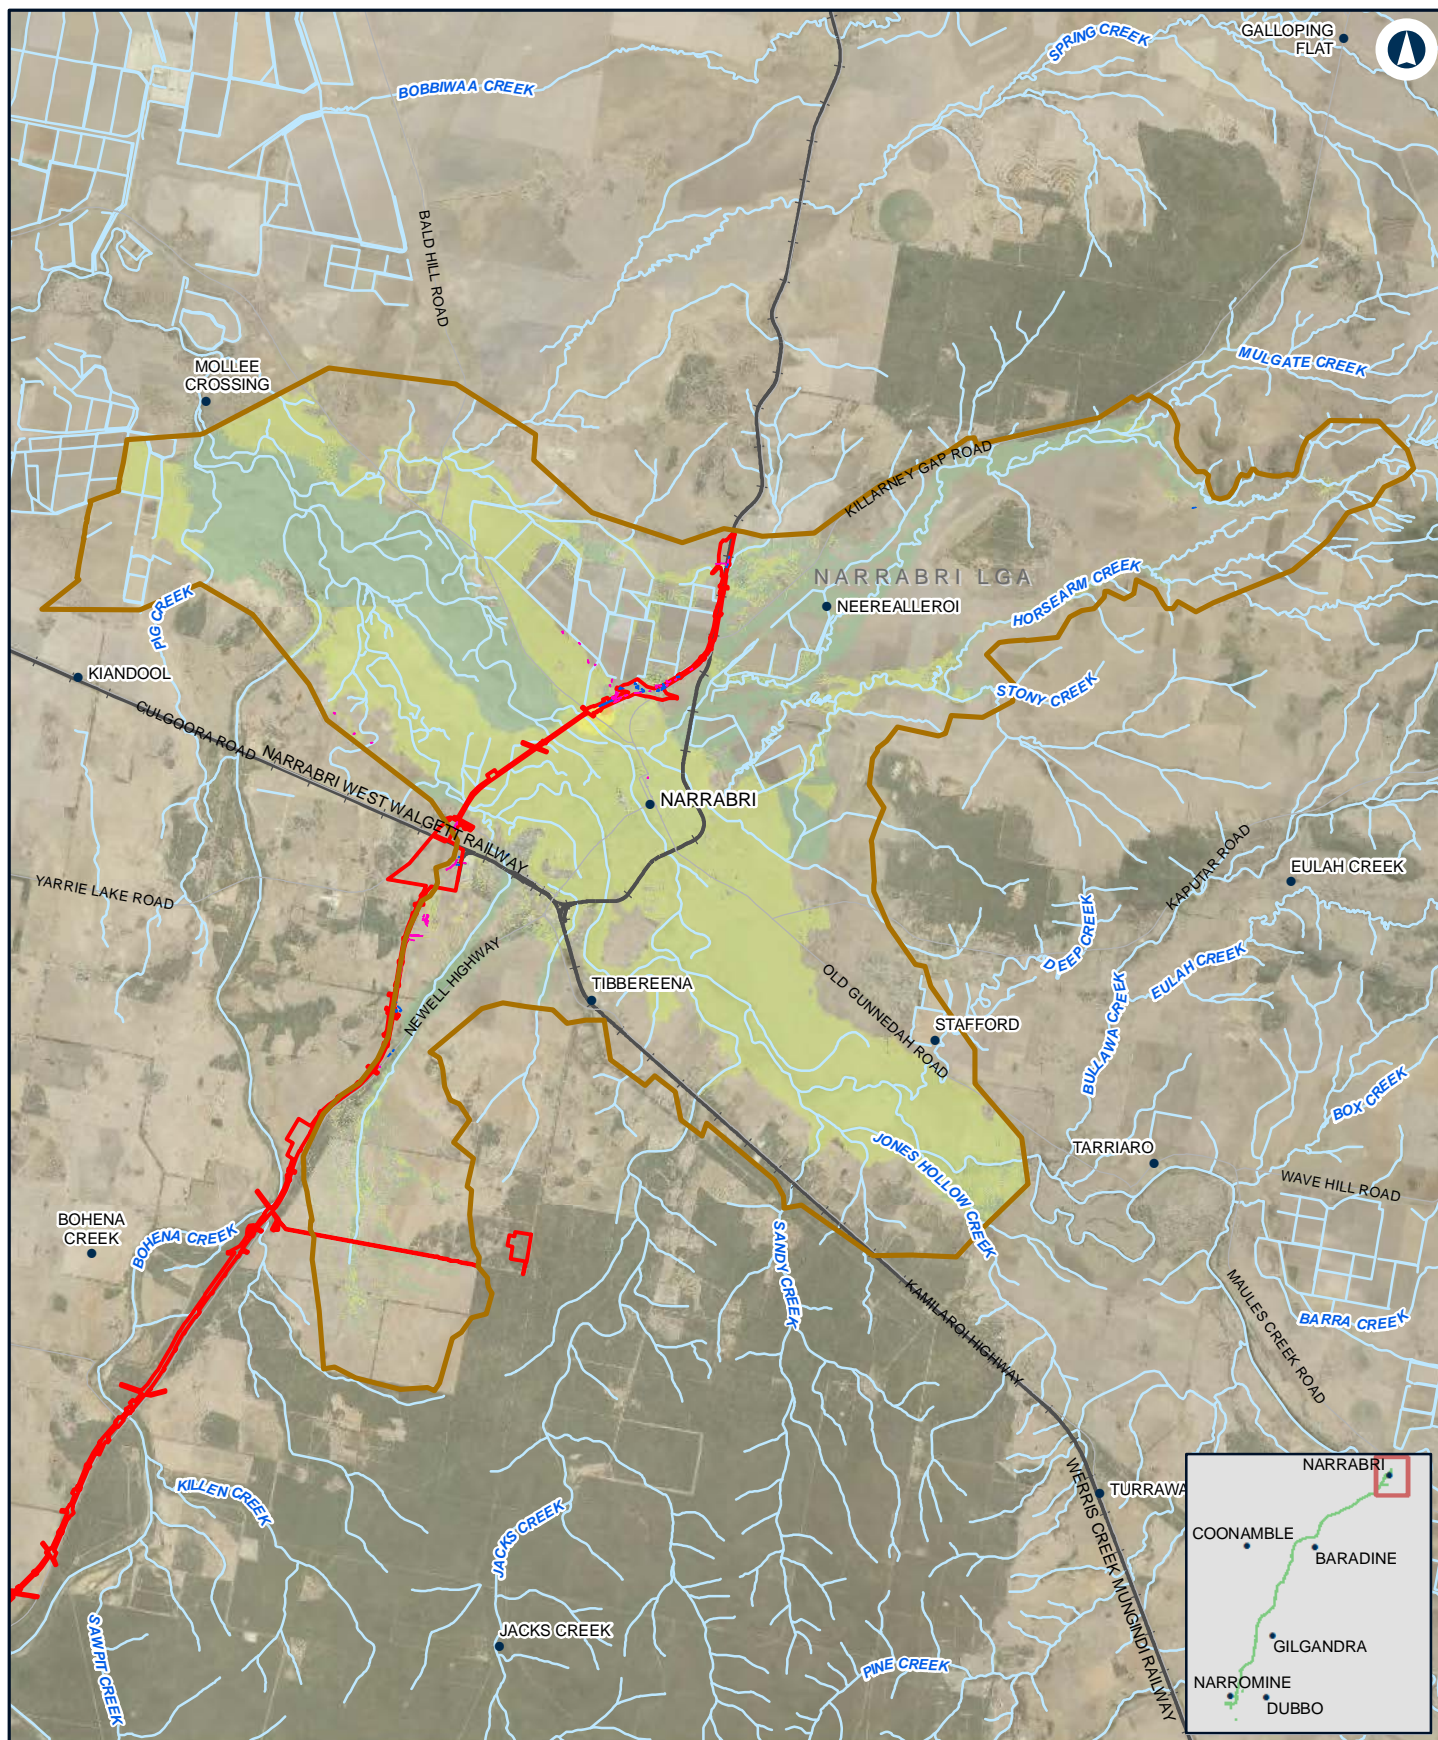 GALLOPING
FLAT
SPRING CREEK
BOBBIWAA CREEK
BALD HILL ROAD
MOLLEE
CROSSING
MULGATE CREEK
KILLARNEY GAP ROAD
NARRABRI LGA
HORSEARM CREEK
NEEREALLEROI
PIG CREEK
KIANDOOL
STONY CREEK
CULGOORA ROAD
NARRABRI WEST WALGETT RAILWAY
NARRABRI
YARRIE LAKE ROAD
KAPUTAR ROAD
EULAH CREEK
DEEP CREEK
EULAH CREEK
NEWELL HIGHWAY
TIBBEREENA
OLD GUNNEDAH ROAD
BULLAWA CREEK
STAFFORD
BOX CREEK
JONES HOLLOW CREEK
TARRIARO
WAVE HILL ROAD
BOHENA
CREEK
BOHENA CREEK
SANDY CREEK
KAMILAROI HIGHWAY
MAULES CREEK ROAD
BARRA CREEK
KILLEN CREEK
JACKS CREEK
WERRIS CREEK MUNGINDI RAILWAY
TURRAWA
JACKS CREEK
SAWPIT CREEK
PINE CREEK
NARRABRI
COONAMBLE
BARADINE
GILGANDRA
NARROMINE
DUBBO